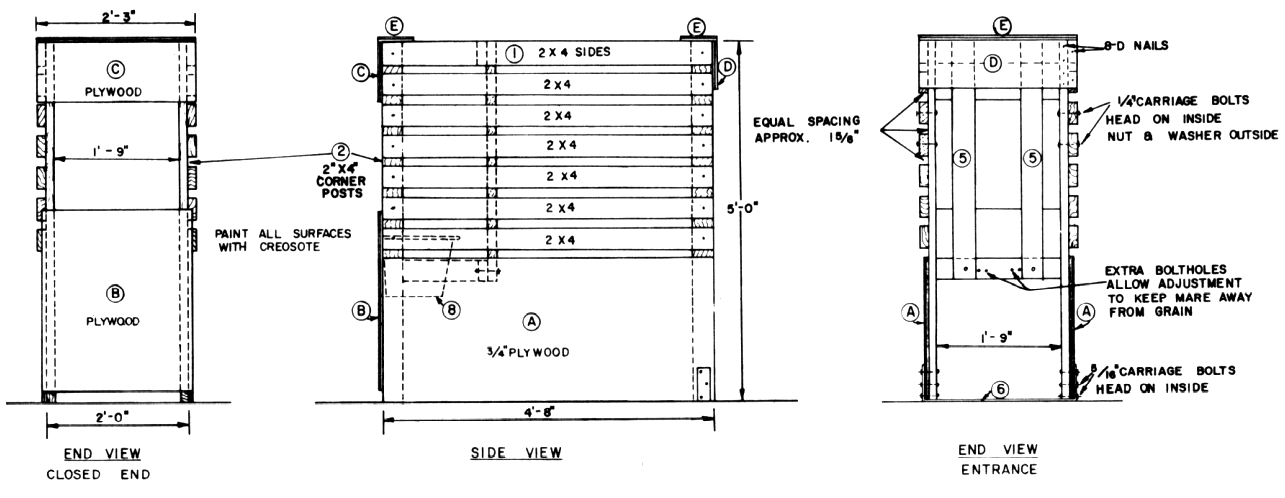 2'-3"
C
PLYWOOD
1'-9"
2
2"X4"
CORNER
POSTS
PAINT ALL SURFACES
WITH CREOSOTE
B
PLYWOOD
2'-0"
END VIEW
CLOSED END
E
E
1
2 X 4 SIDES
C
D
2 X 4
2 X 4
2 X 4
2 X 4
2 X 4
2 X 4
5'-0"
B
8
A
3/4" PLYWOOD
4'-8"
SIDE VIEW
E
8-D NAILS
D
EQUAL SPACING
APPROX. 1 5/8"
1/4" CARRIAGE BOLTS
HEAD ON INSIDE
NUT & WASHER OUTSIDE
5
5
EXTRA BOLTHOLES
ALLOW ADJUSTMENT
TO KEEP MARE AWAY
FROM GRAIN
A
A
1'-9"
5/16" CARRIAGE BOLTS
HEAD ON INSIDE
6
END VIEW
ENTRANCE